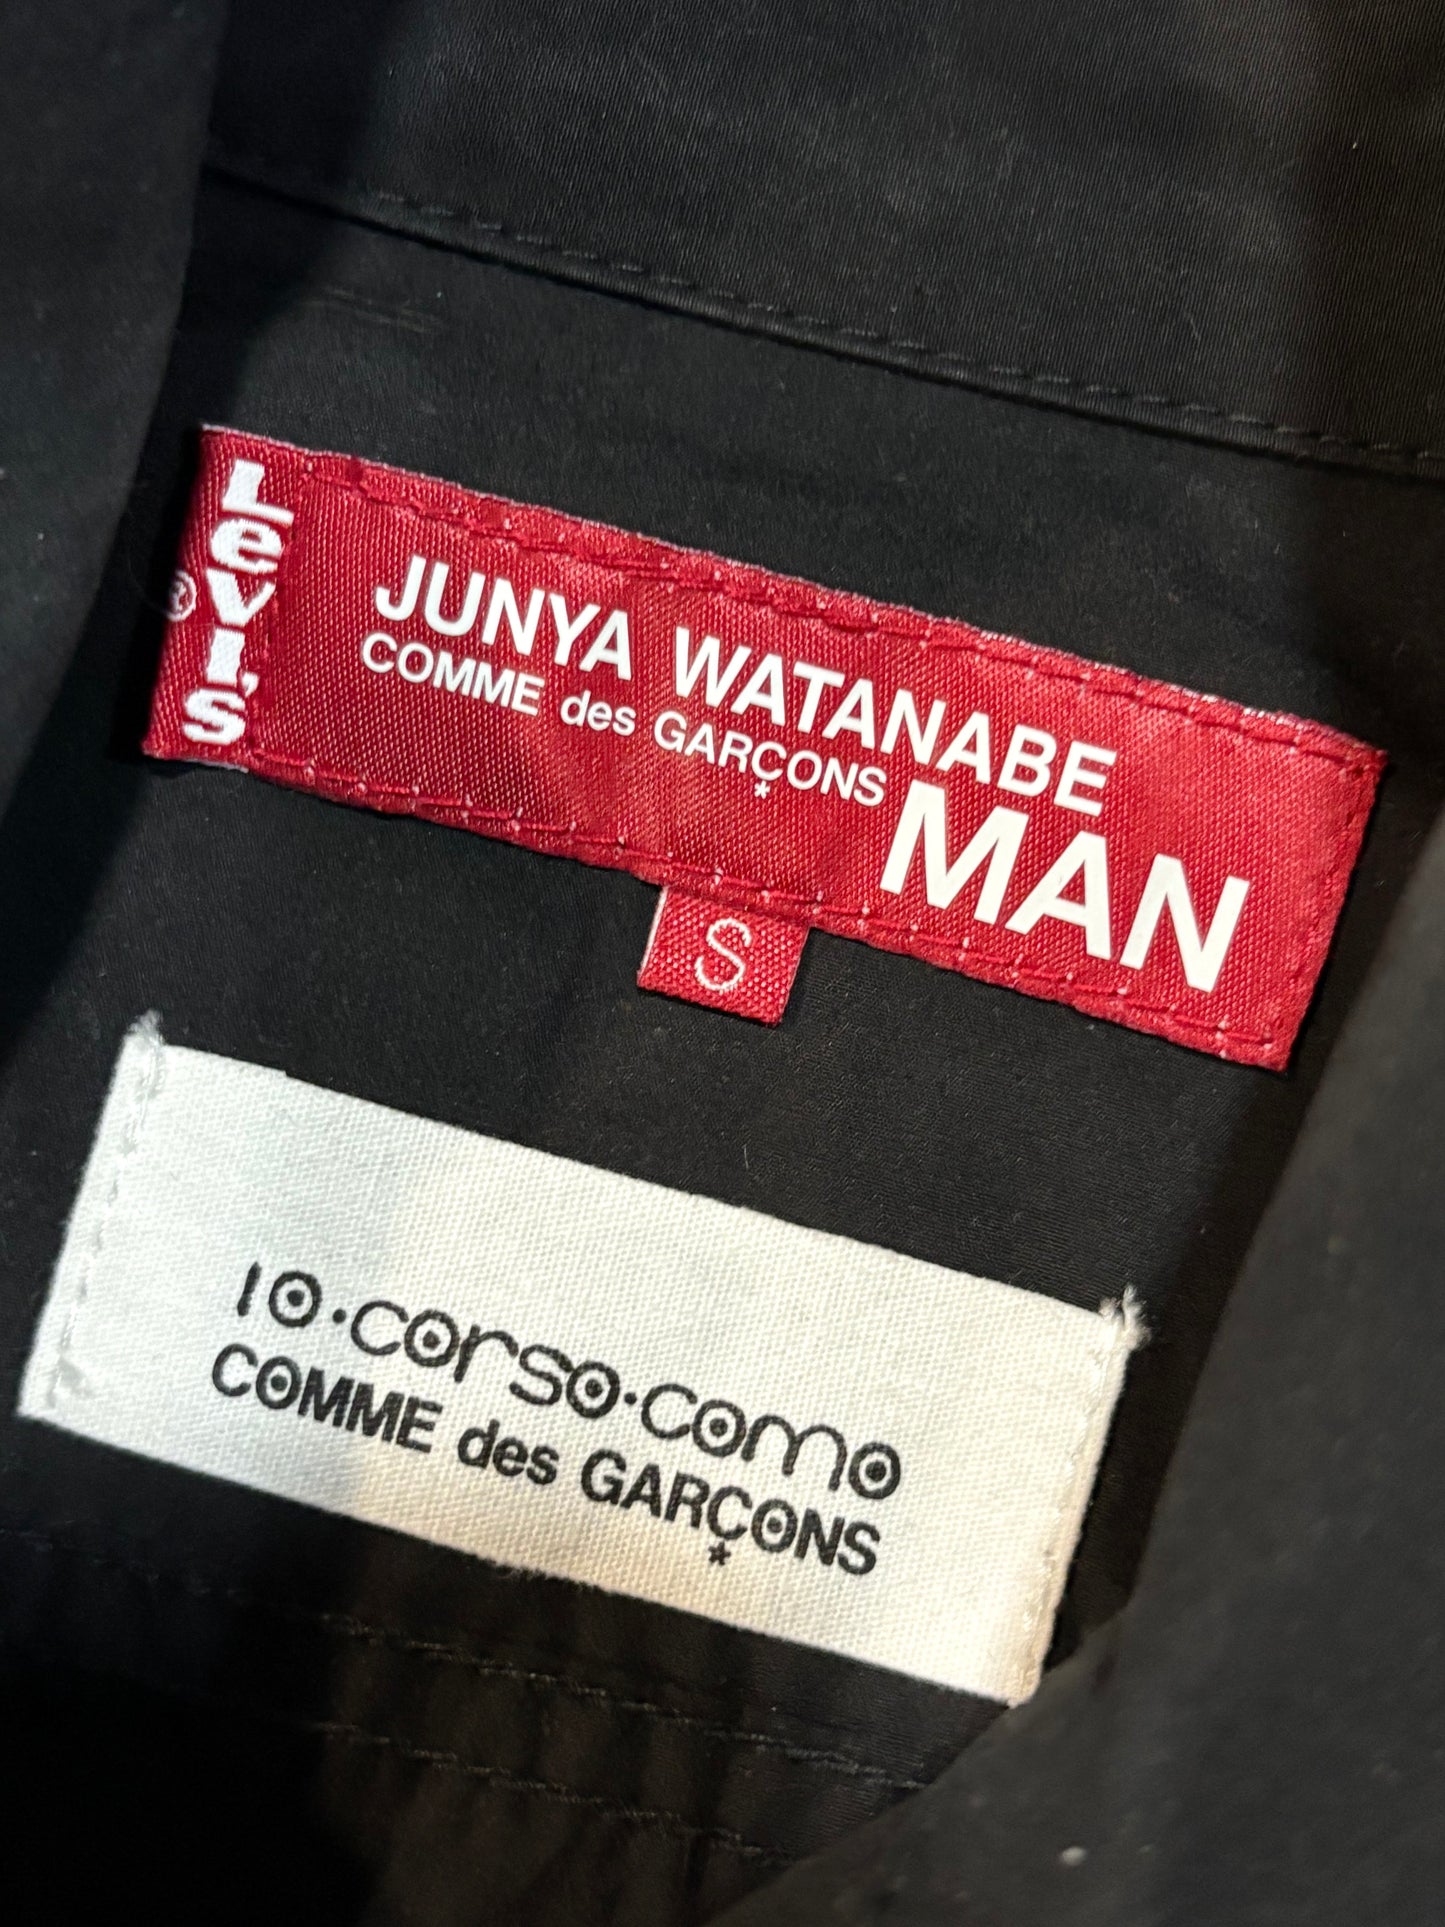 Levi's
®
JUNYA WATANABE
COMME des GARÇONS
MAN
S
10·corso·como
COMME des GARÇONS